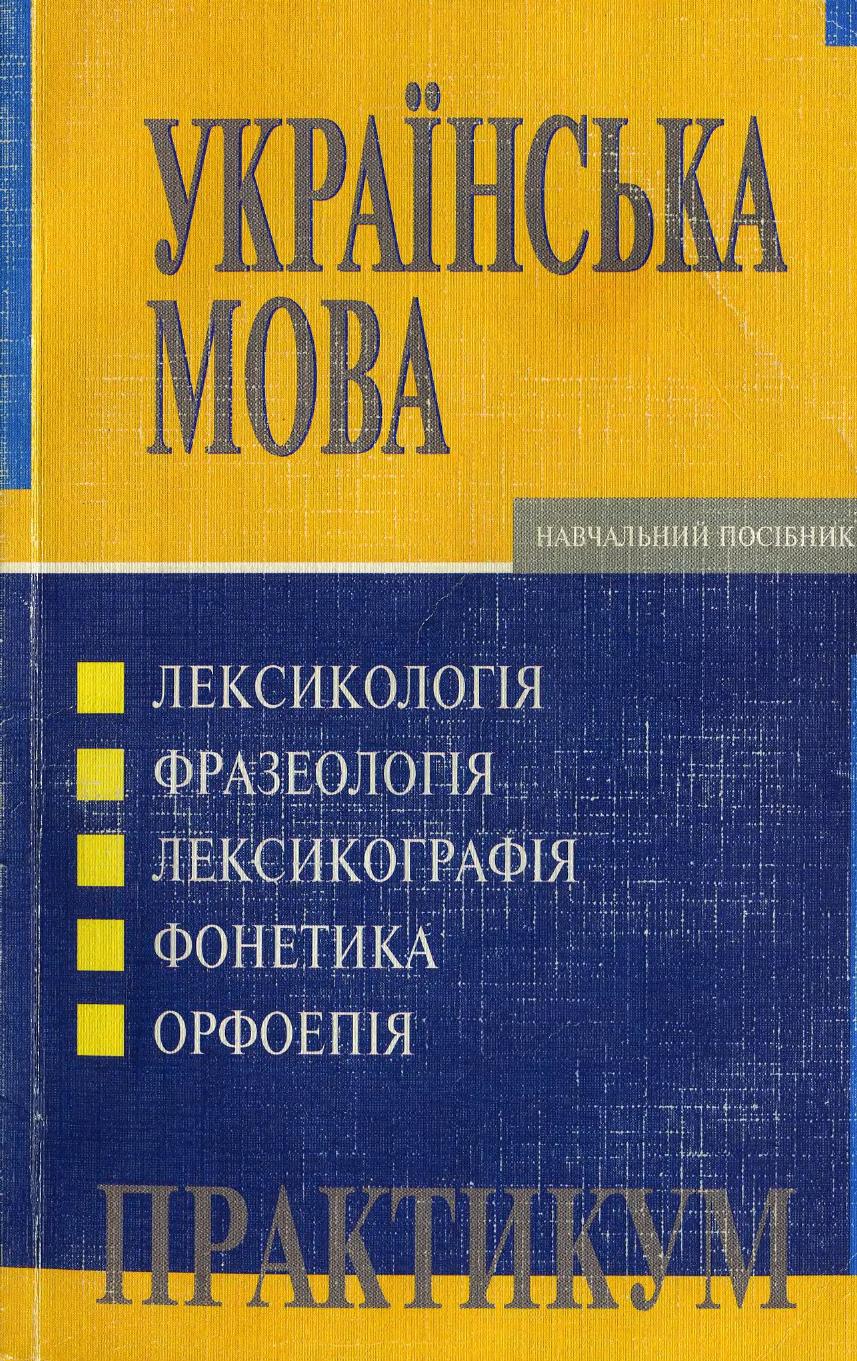 УКРАЇНСЬКА
МОВА
НАВЧАЛЬНИЙ ПОСІБНИК
ЛЕКСИКОЛОГІЯ
ФРАЗЕОЛОГІЯ
ЛЕКСИКОГРАФІЯ
ФОНЕТИКА
ОРФОЕПІЯ
ПРАКТИКУМ